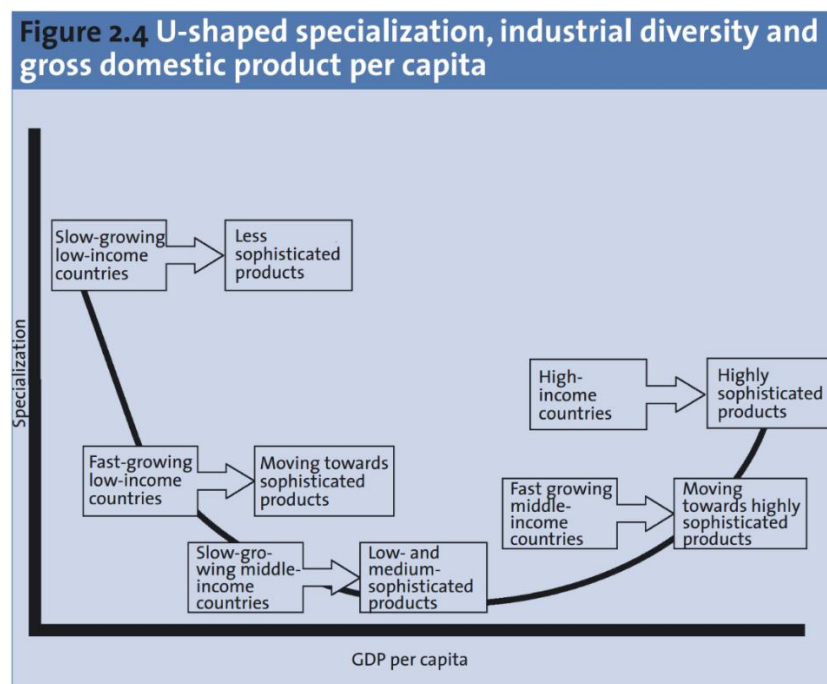 Figure 2.4 U-shaped specialization, industrial diversity and
gross domestic product per capita
Specialization
Slow-growing
low-income
countries
Less
sophisticated
products
High-
income
countries
Highly
sophisticated
products
Fast-growing
low-income
countries
Moving towards
sophisticated
products
Fast growing
middle-
income
countries
Moving
towards highly
sophisticated
products
Slow-gro-
wing middle-
income
countries
Low- and
medium-
sophisticated
products
GDP per capita